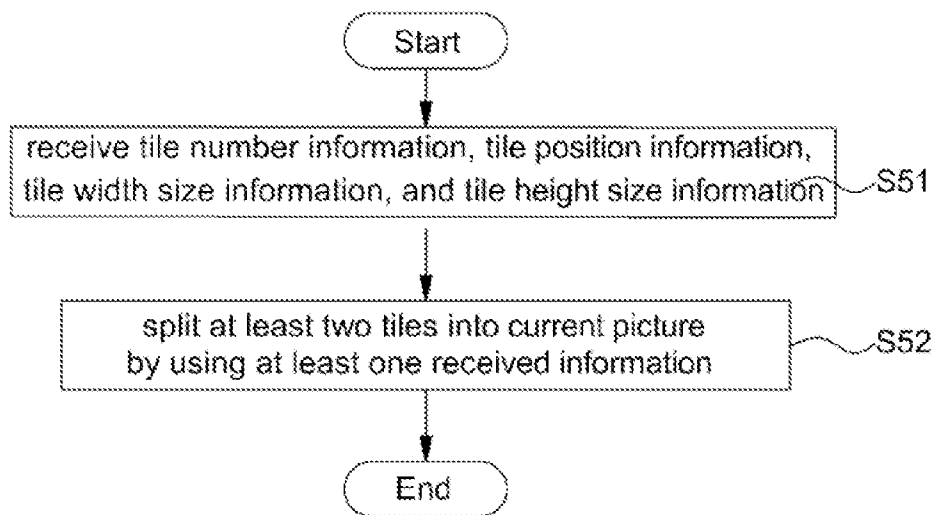 Start
receive tile number information, tile position information,
tile width size information, and tile height size information
S51
split at least two tiles into current picture
by using at least one received information
S52
End